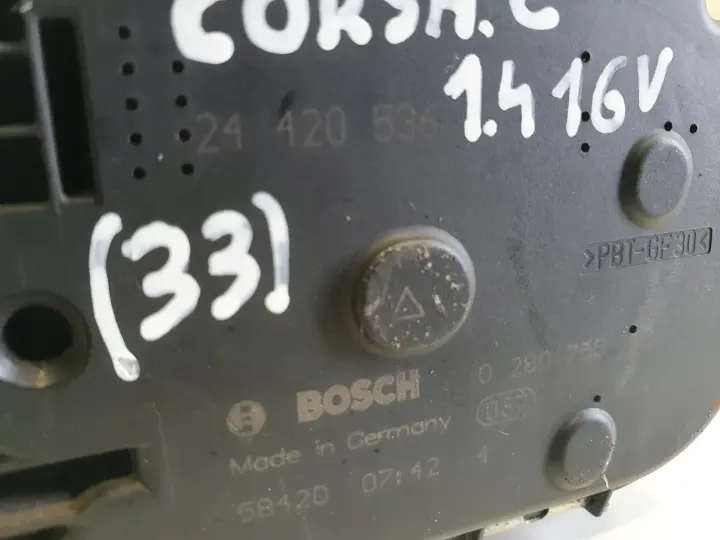 CORSA.C
1.4 16V
24 420 536
(33)
>PBT-GF30<
0 280 75
BOSCH
Made in Germany
58420 07:42 4